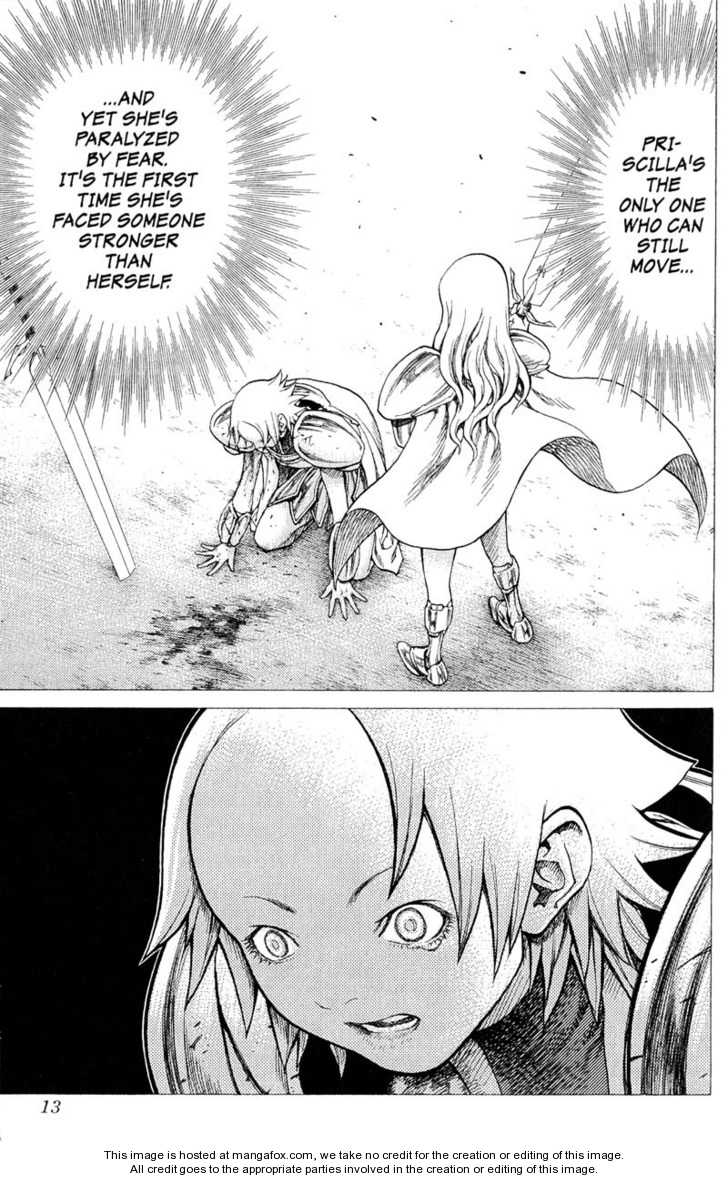 PRI-
SCILLA'S
THE
ONLY ONE
WHO CAN
STILL
MOVE...
...AND
YET SHE'S
PARALYZED
BY FEAR.
IT'S THE FIRST
TIME SHE'S
FACED SOMEONE
STRONGER
THAN
HERSELF.
13
This image is hosted at mangafox.com, we take no credit for the creation or editing of this image.
All credit goes to the appropriate parties involved in the creation or editing of this image.